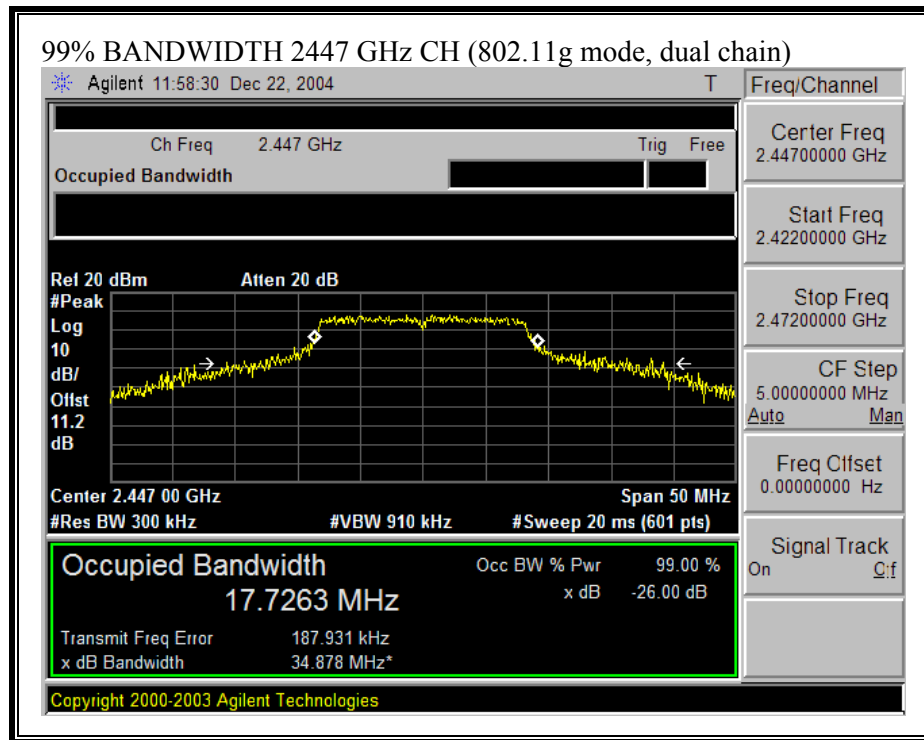 99% BANDWIDTH 2447 GHz CH (802.11g mode, dual chain)
Agilent 11:58:30 Dec 22, 2004 T
Ch Freq 2.447 GHz Trig Free
Occupied Bandwidth
Ref 20 dBm Atten 20 dB
#Peak
Log
10
dB/
Offst
11.2
dB
Center 2.447 00 GHz Span 50 MHz
#Res BW 300 kHz #VBW 910 kHz #Sweep 20 ms (601 pts)
Occupied Bandwidth
17.7263 MHz
Occ BW % Pwr 99.00 %
x dB -26.00 dB
Transmit Freq Error 187.931 kHz
x dB Bandwidth 34.878 MHz*
Copyright 2000-2003 Agilent Technologies
Freq/Channel
Center Freq
2.44700000 GHz
Start Freq
2.42200000 GHz
Stop Freq
2.47200000 GHz
CF Step
5.00000000 MHz
Auto Man
Freq Offset
0.00000000 Hz
Signal Track
On Off